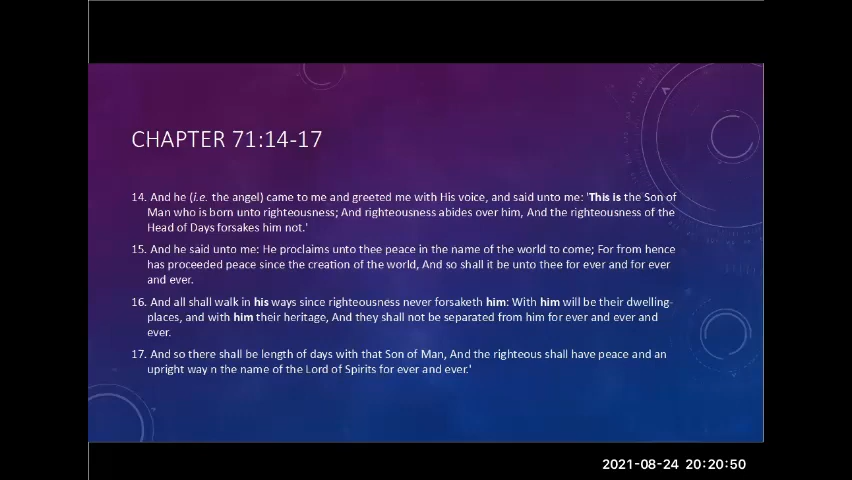 CHAPTER 71:14-17
14. And he (i.e. the angel) came to me and greeted me with His voice, and said unto me: 'This is the Son of
Man who is born unto righteousness; And righteousness abides over him, And the righteousness of the
Head of Days forsakes him not.'
15. And he said unto me: He proclaims unto thee peace in the name of the world to come; For from hence
has proceeded peace since the creation of the world, And so shall it be unto thee for ever and for ever
and ever.
16. And all shall walk in his ways since righteousness never forsaketh him: With him will be their dwelling-
places, and with him their heritage, And they shall not be separated from him for ever and ever and
ever.
17. And so there shall be length of days with that Son of Man, And the righteous shall have peace and an
upright way n the name of the Lord of Spirits for ever and ever.'
2021-08-24 20:20:50